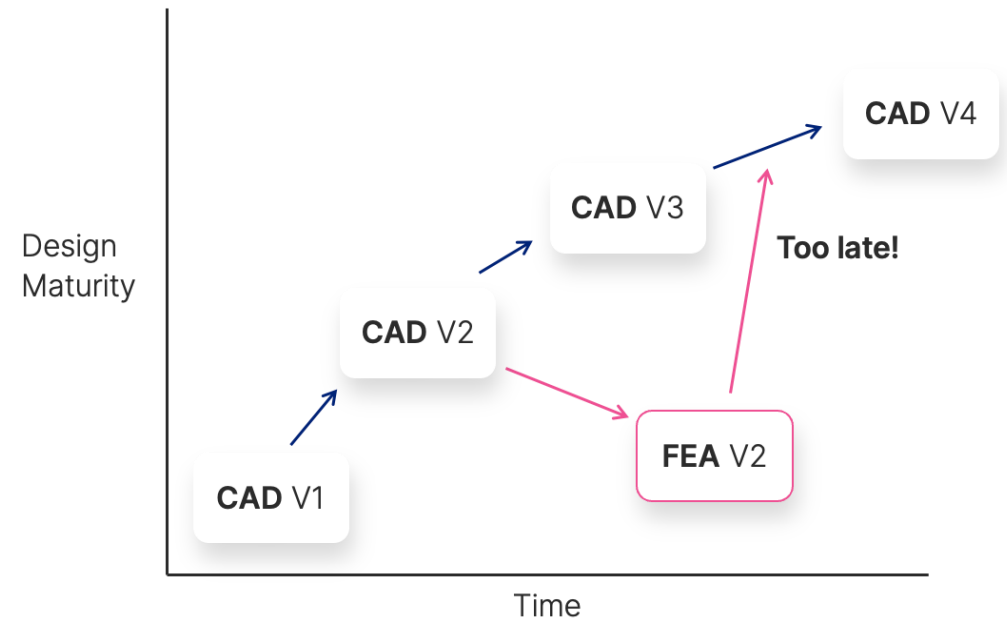 CAD V4
CAD V3
Too late!
Design
Maturity
CAD V2
FEA V2
CAD V1
Time